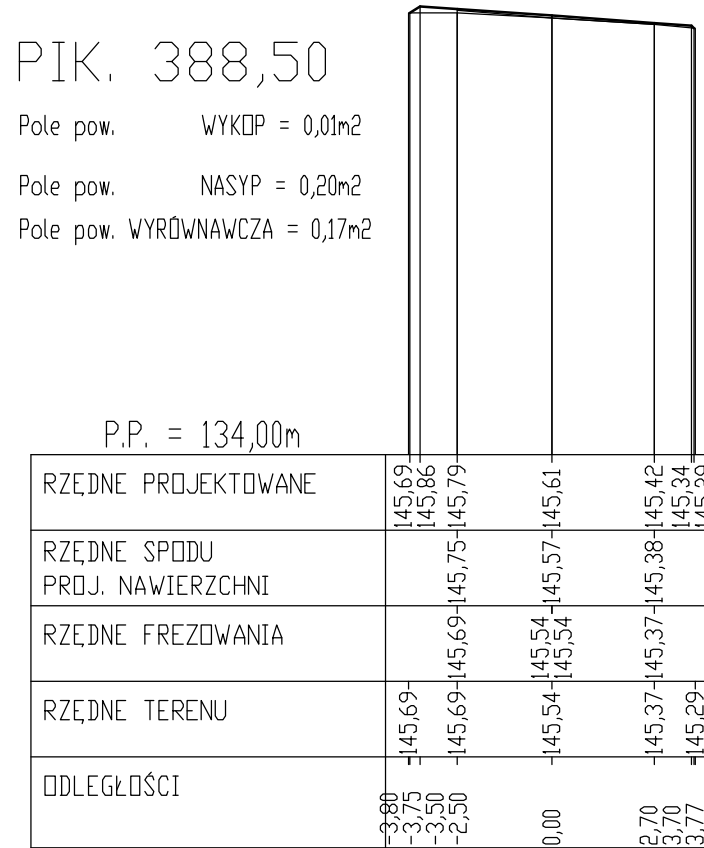 PIK. 388,50
Pole pow. WYKOP = 0,01m2
Pole pow. NASYP = 0,20m2
Pole pow. WYRÓWNAWCZA = 0,17m2
P.P. = 134,00m
RZĘDNE PROJEKTOWANE 145,69 145,86 145,79 145,61 145,42 145,34 145,29
RZĘDNE SPODU
PROJ. NAWIERZCHNI 145,75 145,57 145,38
RZĘDNE FREZOWANIA 145,69 145,54 145,54 145,37
RZĘDNE TERENU 145,69 145,69 145,54 145,37 145,29
ODLEGŁOŚCI -3,80 -3,75 -3,50 -2,50 0,00 2,70 3,70 3,77